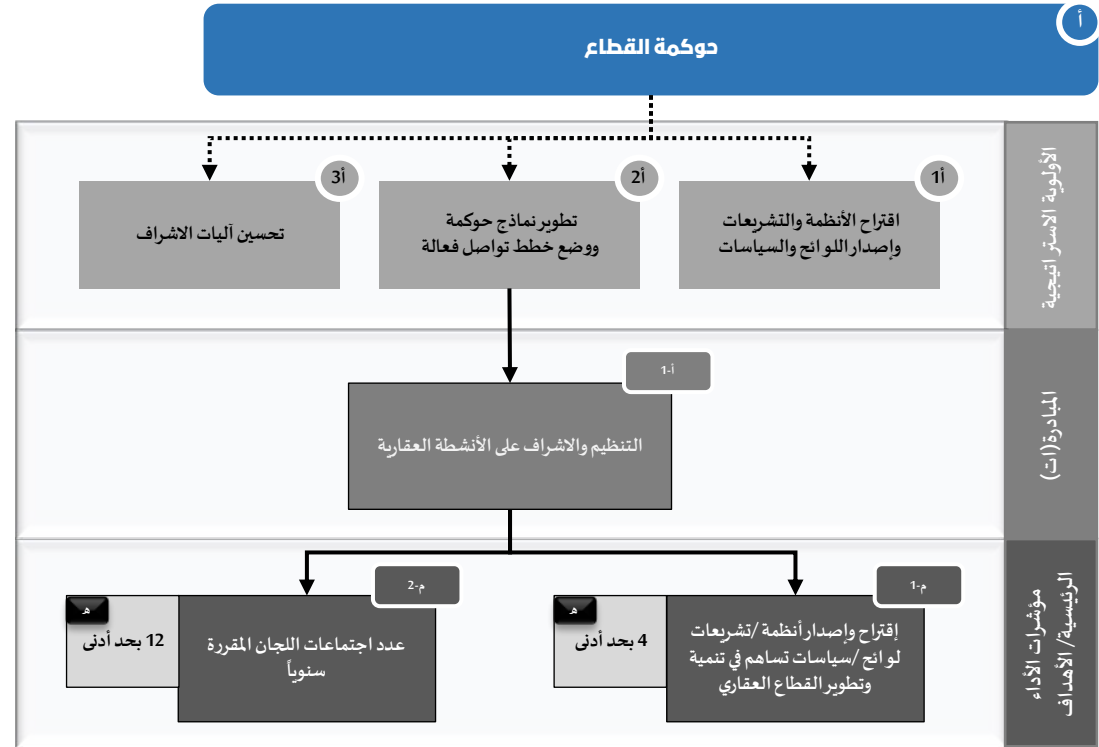 أ
حوكمة القطاع
الأولوية الاستراتيجية
أ1
اقتراح الأنظمة والتشريعات
وإصدار اللوائح والسياسات
أ2
تطوير نماذج حوكمة
ووضع خطط تواصل فعالة
أ3
تحسين آليات الاشراف
المبادرة(ات)
أ-1
التنظيم والاشراف على الأنشطة العقارية
مؤشرات الأداء
الرئيسية/ الأهداف
م-1
إقتراح وإصدار أنظمة /تشريعات
لوائح /سياسات تساهم في تنمية
وتطوير القطاع العقاري
ه
4 بحد أدنى
م-2
عدد اجتماعات اللجان المقررة
سنوياً
ه
12 بحد أدنى